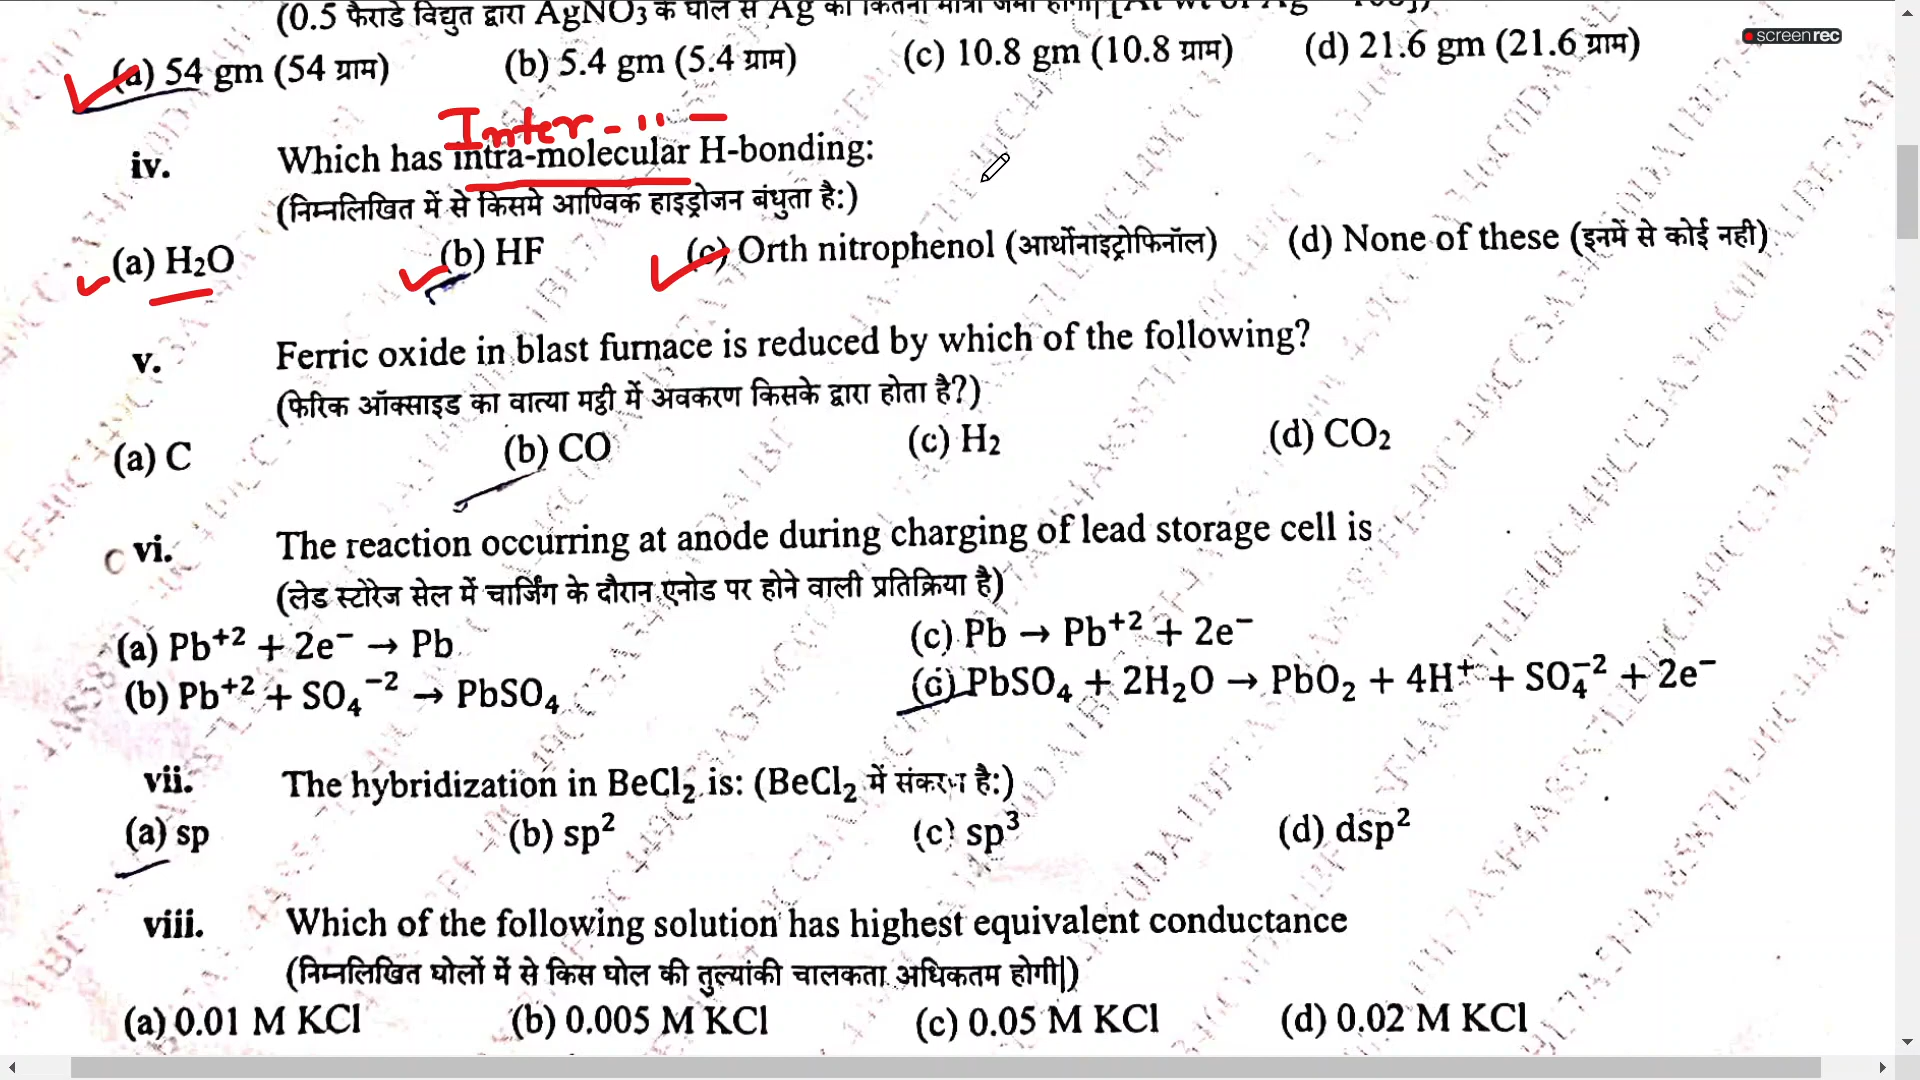 (0.5 फैराडे विद्युत द्वारा AgNO₃ के घोल से Ag की कितनी मात्रा जमा होगी| [At wt of Ag
(a) 54 gm (54 ग्राम) (b) 5.4 gm (5.4 ग्राम) (c) 10.8 gm (10.8 ग्राम) (d) 21.6 gm (21.6 ग्राम)
screenrec
Inter-
iv. Which has intra-molecular H-bonding:
(निम्नलिखित में से किसमे आण्विक हाइड्रोजन बंधुता है:)
(a) H₂O (b) HF (c) Orth nitrophenol (आर्थोनाइट्रोफिनॉल) (d) None of these (इनमें से कोई नही)
v. Ferric oxide in blast furnace is reduced by which of the following?
(फेरिक ऑक्साइड का वात्या मट्ठी में अवकरण किसके द्वारा होता है?)
(a) C (b) CO (c) H₂ (d) CO₂
C vi. The reaction occurring at anode during charging of lead storage cell is
(लेड स्टोरेज सेल में चार्जिंग के दौरान एनोड पर होने वाली प्रतिक्रिया है)
(a) Pb⁺² + 2e⁻ → Pb (c) Pb → Pb⁺² + 2e⁻
(b) Pb⁺² + SO₄⁻² → PbSO₄ (d) PbSO₄ + 2H₂O → PbO₂ + 4H⁺ + SO₄⁻² + 2e⁻
vii. The hybridization in BeCl₂ is: (BeCl₂ में संकरण है:)
(a) sp (b) sp² (c) sp³ (d) dsp²
viii. Which of the following solution has highest equivalent conductance
(निम्नलिखित घोलों में से किस घोल की तुल्यांकी चालकता अधिकतम होगी|)
(a) 0.01 M KCl (b) 0.005 M KCl (c) 0.05 M KCl (d) 0.02 M KCl